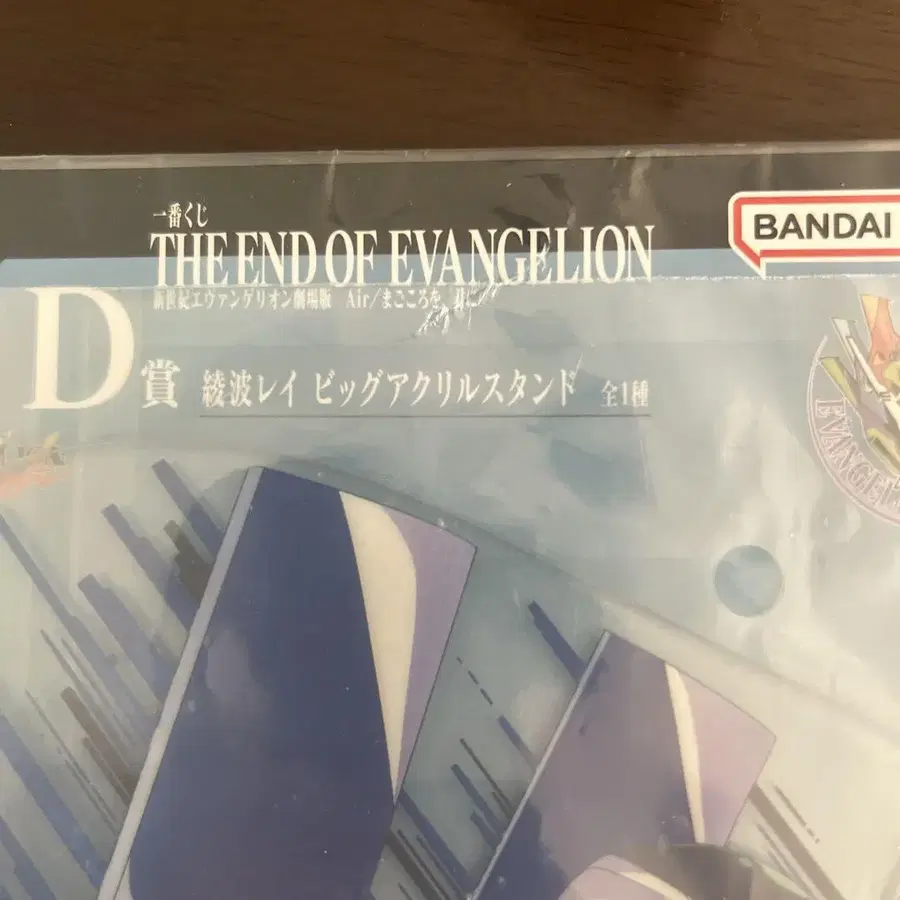 一番くじ
THE END OF EVANGELION
新世紀エヴァンゲリオン劇場版 Air/まごころを、君に
BANDAI
D賞 綾波レイ ビッグアクリルスタンド 全1種
EVANGEL